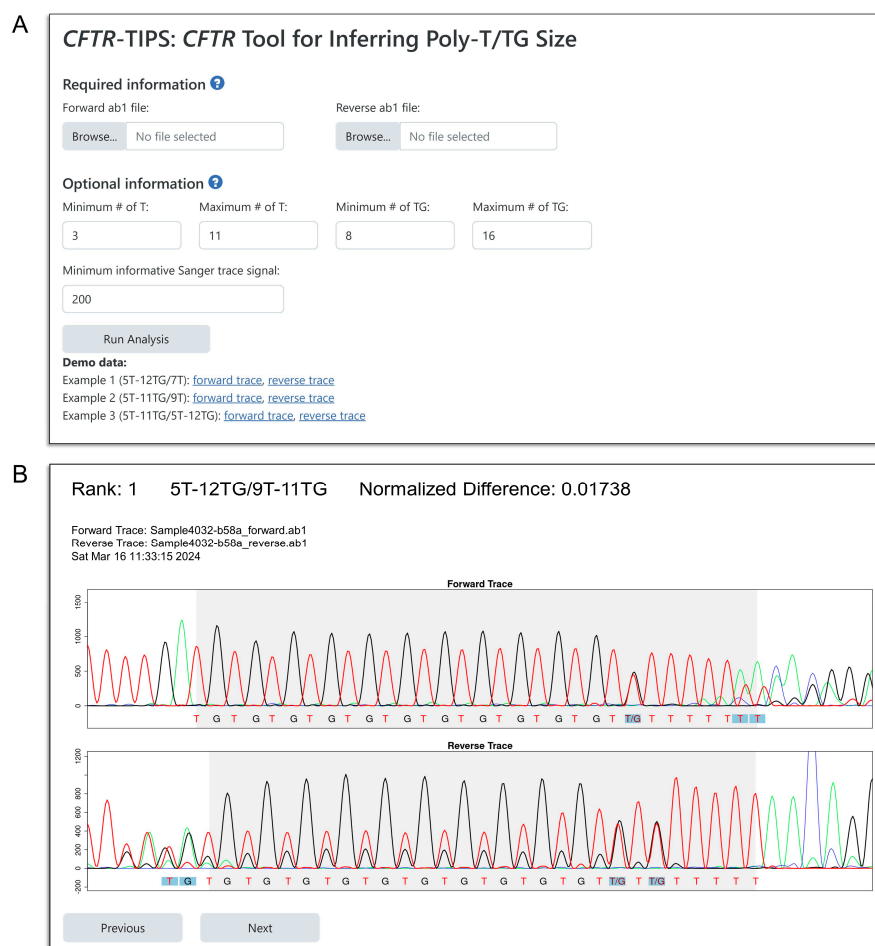 A
CFTR-TIPS: CFTR Tool for Inferring Poly-T/TG Size
Required information ?
Forward ab1 file: Reverse ab1 file:
Browse... No file selected Browse... No file selected
Optional information ?
Minimum # of T: Maximum # of T: Minimum # of TG: Maximum # of TG:
3 11 8 16
Minimum informative Sanger trace signal:
200
Run Analysis
Demo data:
Example 1 (5T-12TG/7T): forward trace, reverse trace
Example 2 (5T-11TG/9T): forward trace, reverse trace
Example 3 (5T-11TG/5T-12TG): forward trace, reverse trace
B
Rank: 1 5T-12TG/9T-11TG Normalized Difference: 0.01738
Forward Trace: Sample4032-b58a_forward.ab1
Reverse Trace: Sample4032-b58a_reverse.ab1
Sat Mar 16 11:33:15 2024
Forward Trace
1500
1000
500
0
T G T G T G T G T G T G T G T G T G T G T G T T/G T T T T T T T
Reverse Trace
1200
1000
800
600
400
200
0
-200
T G T G T G T G T G T G T G T G T G T G T G T T/G T T/G T T T T T
Previous Next